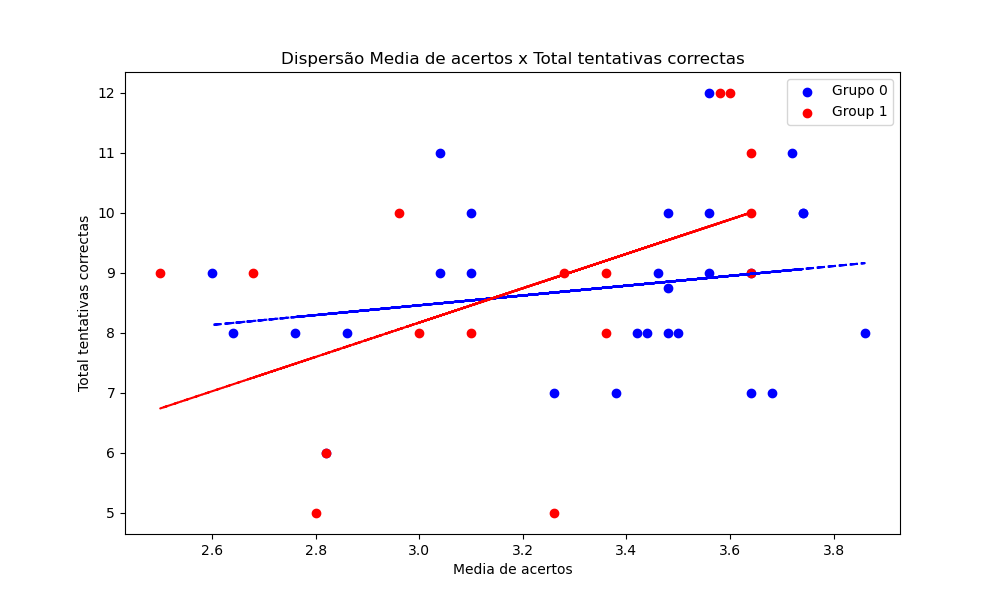 Dispersão Media de acertos x Total tentativas correctas
Grupo 0
Group 1
Total tentativas correctas
12
11
10
9
8
7
6
5
2.6 2.8 3.0 3.2 3.4 3.6 3.8
Media de acertos